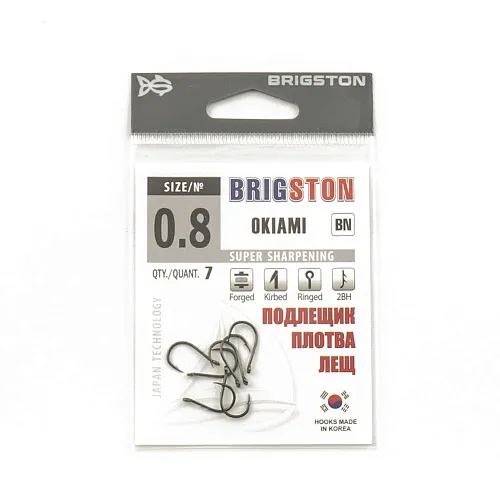 BRIGSTON
SIZE/№
0.8
QTY./QUANT. 7
BRIGSTON
OKIAMI
BN
SUPER SHARPENING
Forged Kirbed Ringed 2BH
JAPAN TECHNOLOGY
ПОДЛЕЩИК
ПЛОТВА
ЛЕЩ
HOOKS MADE
IN KOREA